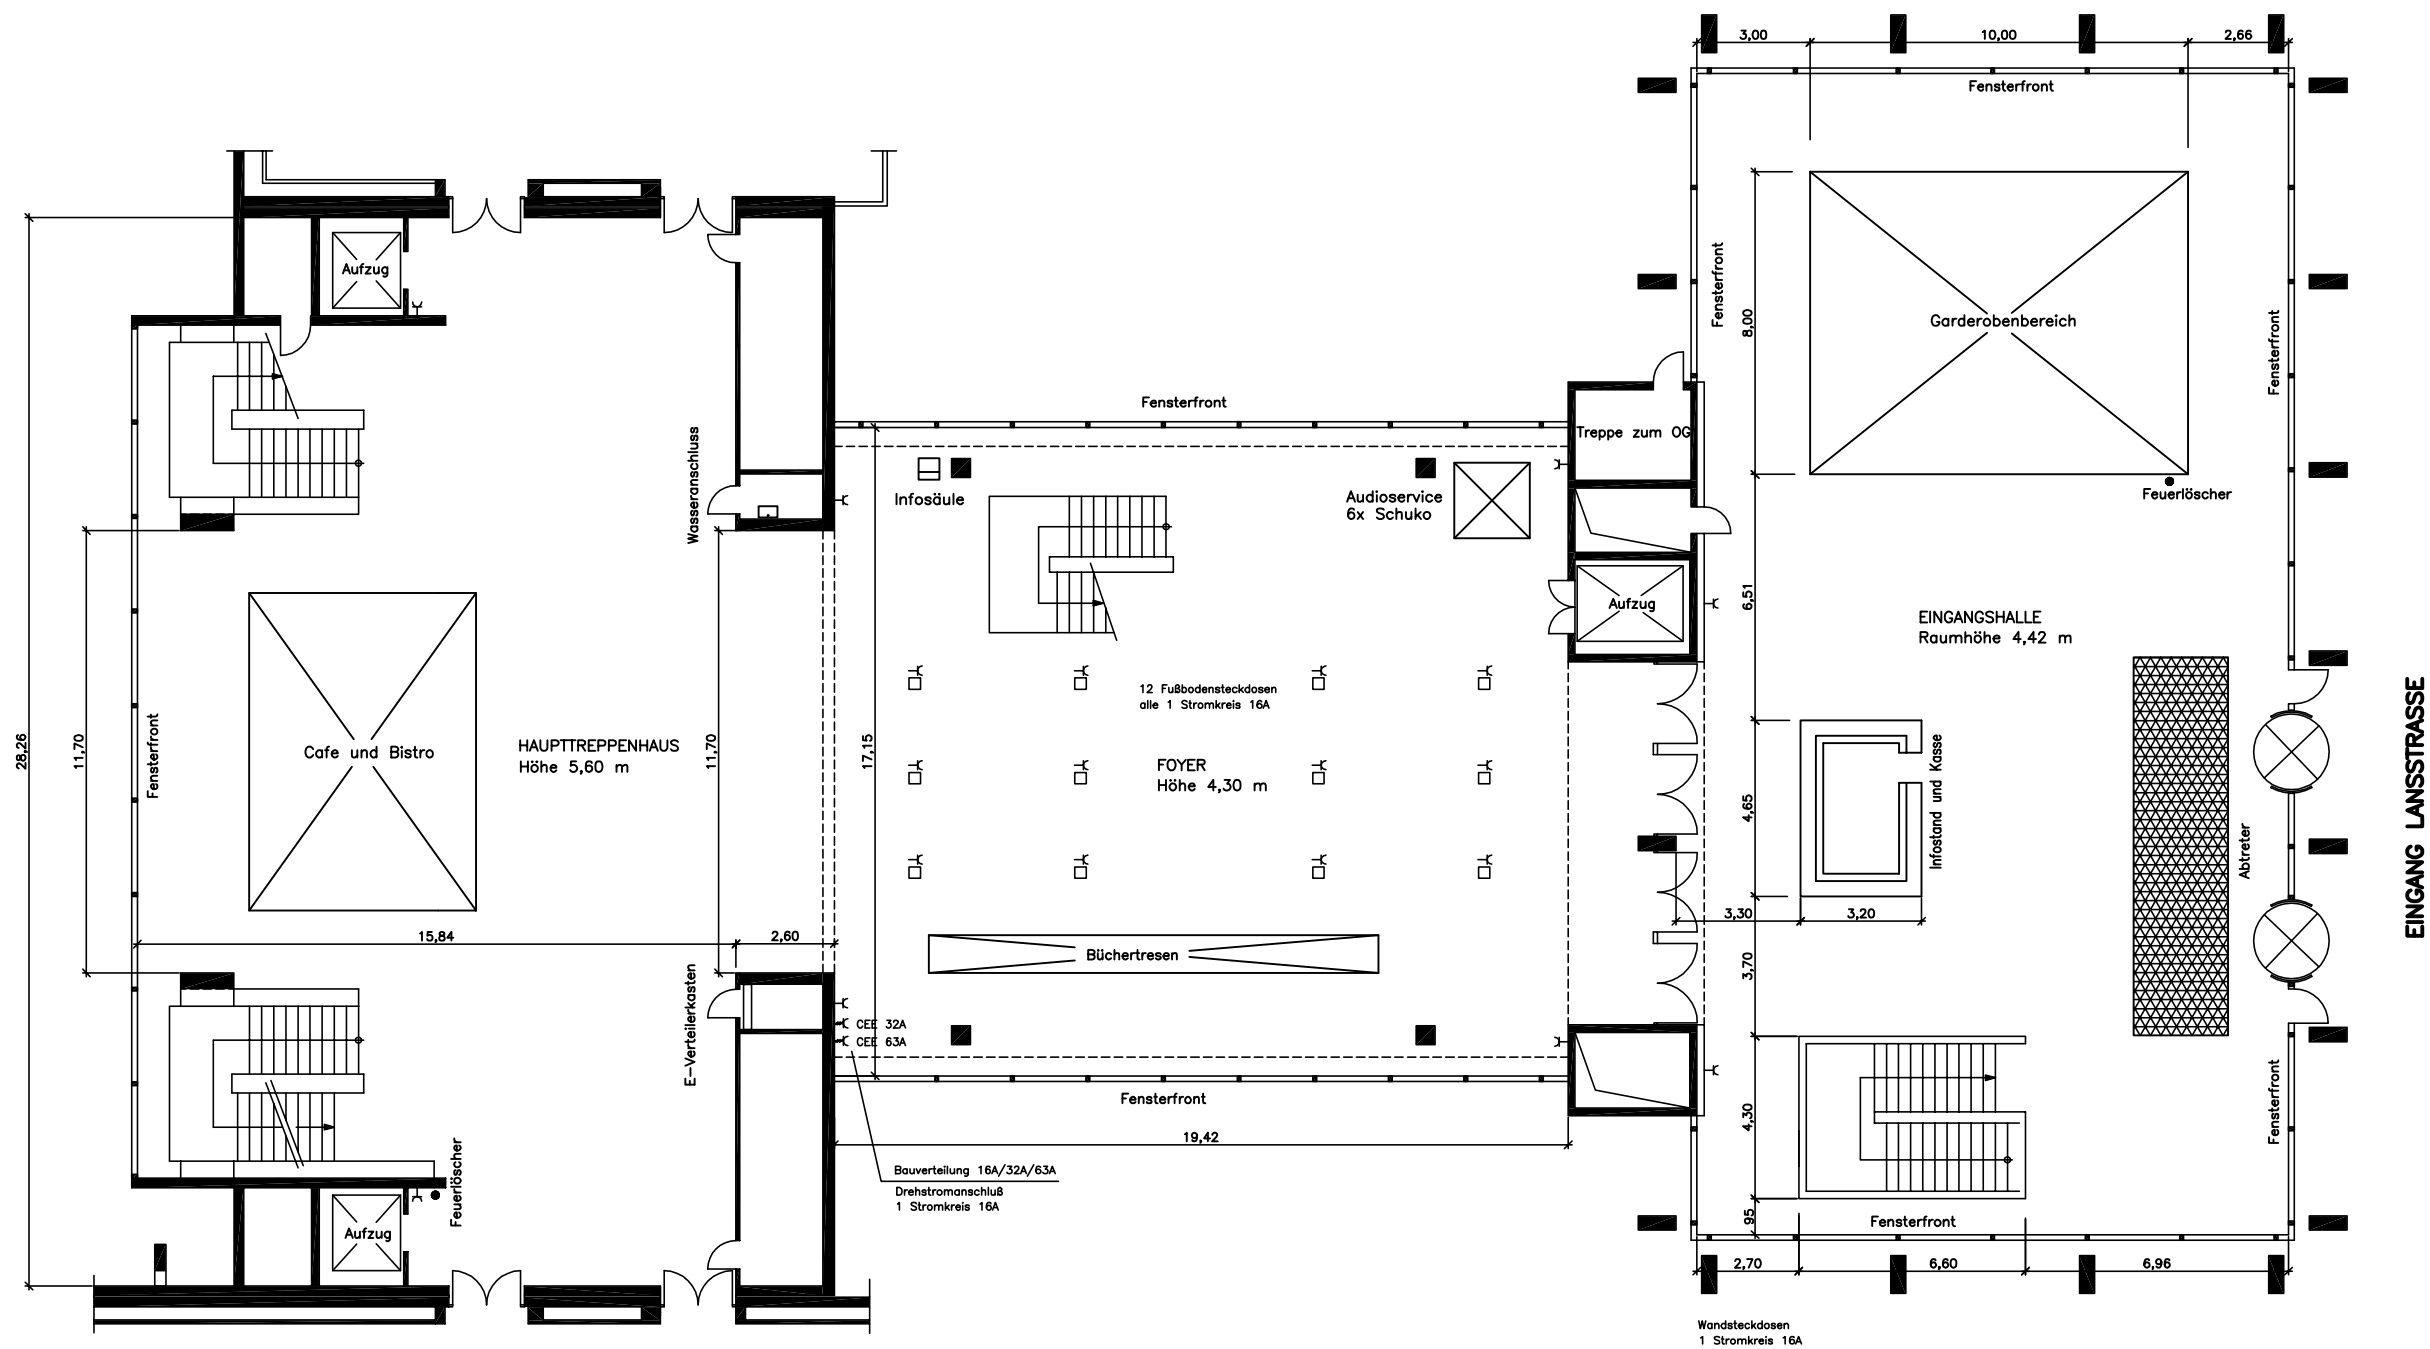 3,00
10,00
2,66
Fensterfront
Aufzug
Fensterfront
8,00
Garderobenbereich
Fensterfront
Fensterfront
Treppe zum OG
Wasseranschluss
Infosäule
Audioservice
6x Schuko
Feuerlöscher
Aufzug
6,51
EINGANGSHALLE
Raumhöhe 4,42 m
12 Fußbodensteckdosen
alle 1 Stromkreis 16A
28,26
11,70
Fensterfront
Cafe und Bistro
HAUPTTREPPENHAUS
Höhe 5,60 m
11,70
17,15
FOYER
Höhe 4,30 m
4,65
Infostand und Kasse
Abtreter
EINGANG LANSSTRASSE
15,84
2,60
Büchertresen
3,30
3,20
3,70
E-Verteilerkasten
CEE 32A
CEE 63A
Fensterfront
4,30
Fensterfront
19,42
Feuerlöscher
Bauverteilung 16A/32A/63A
Drehstromanschluß
1 Stromkreis 16A
Aufzug
95
Fensterfront
2,70
6,60
6,96
Wandsteckdosen
1 Stromkreis 16A